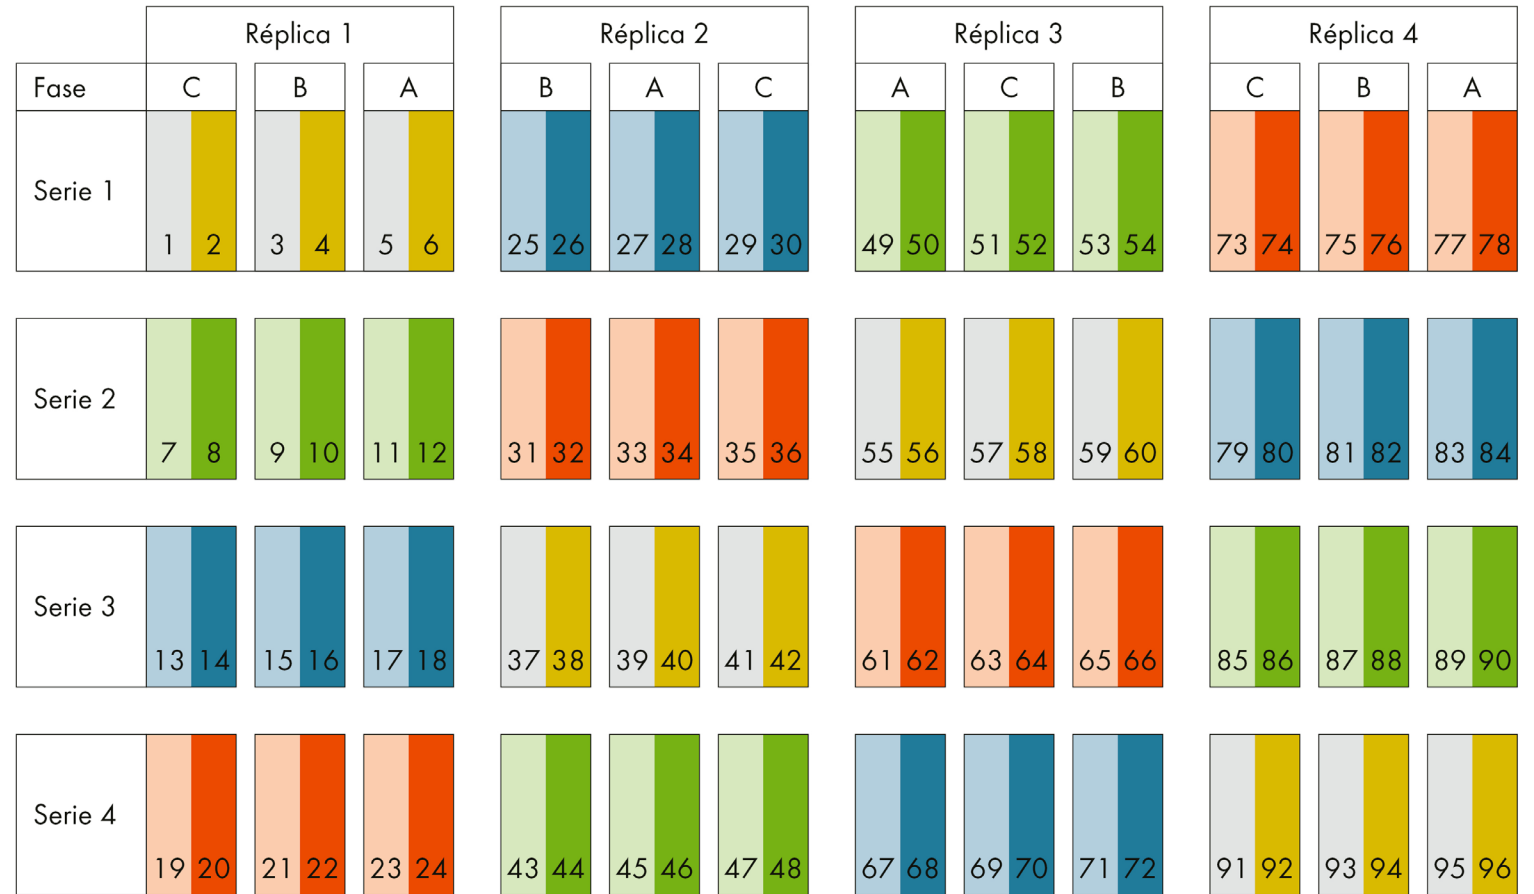 Réplica 1 Réplica 2 Réplica 3 Réplica 4
Fase C B A B A C A C B C B A
Serie 1 1 2 3 4 5 6 25 26 27 28 29 30 49 50 51 52 53 54 73 74 75 76 77 78
Serie 2 7 8 9 10 11 12 31 32 33 34 35 36 55 56 57 58 59 60 79 80 81 82 83 84
Serie 3 13 14 15 16 17 18 37 38 39 40 41 42 61 62 63 64 65 66 85 86 87 88 89 90
Serie 4 19 20 21 22 23 24 43 44 45 46 47 48 67 68 69 70 71 72 91 92 93 94 95 96